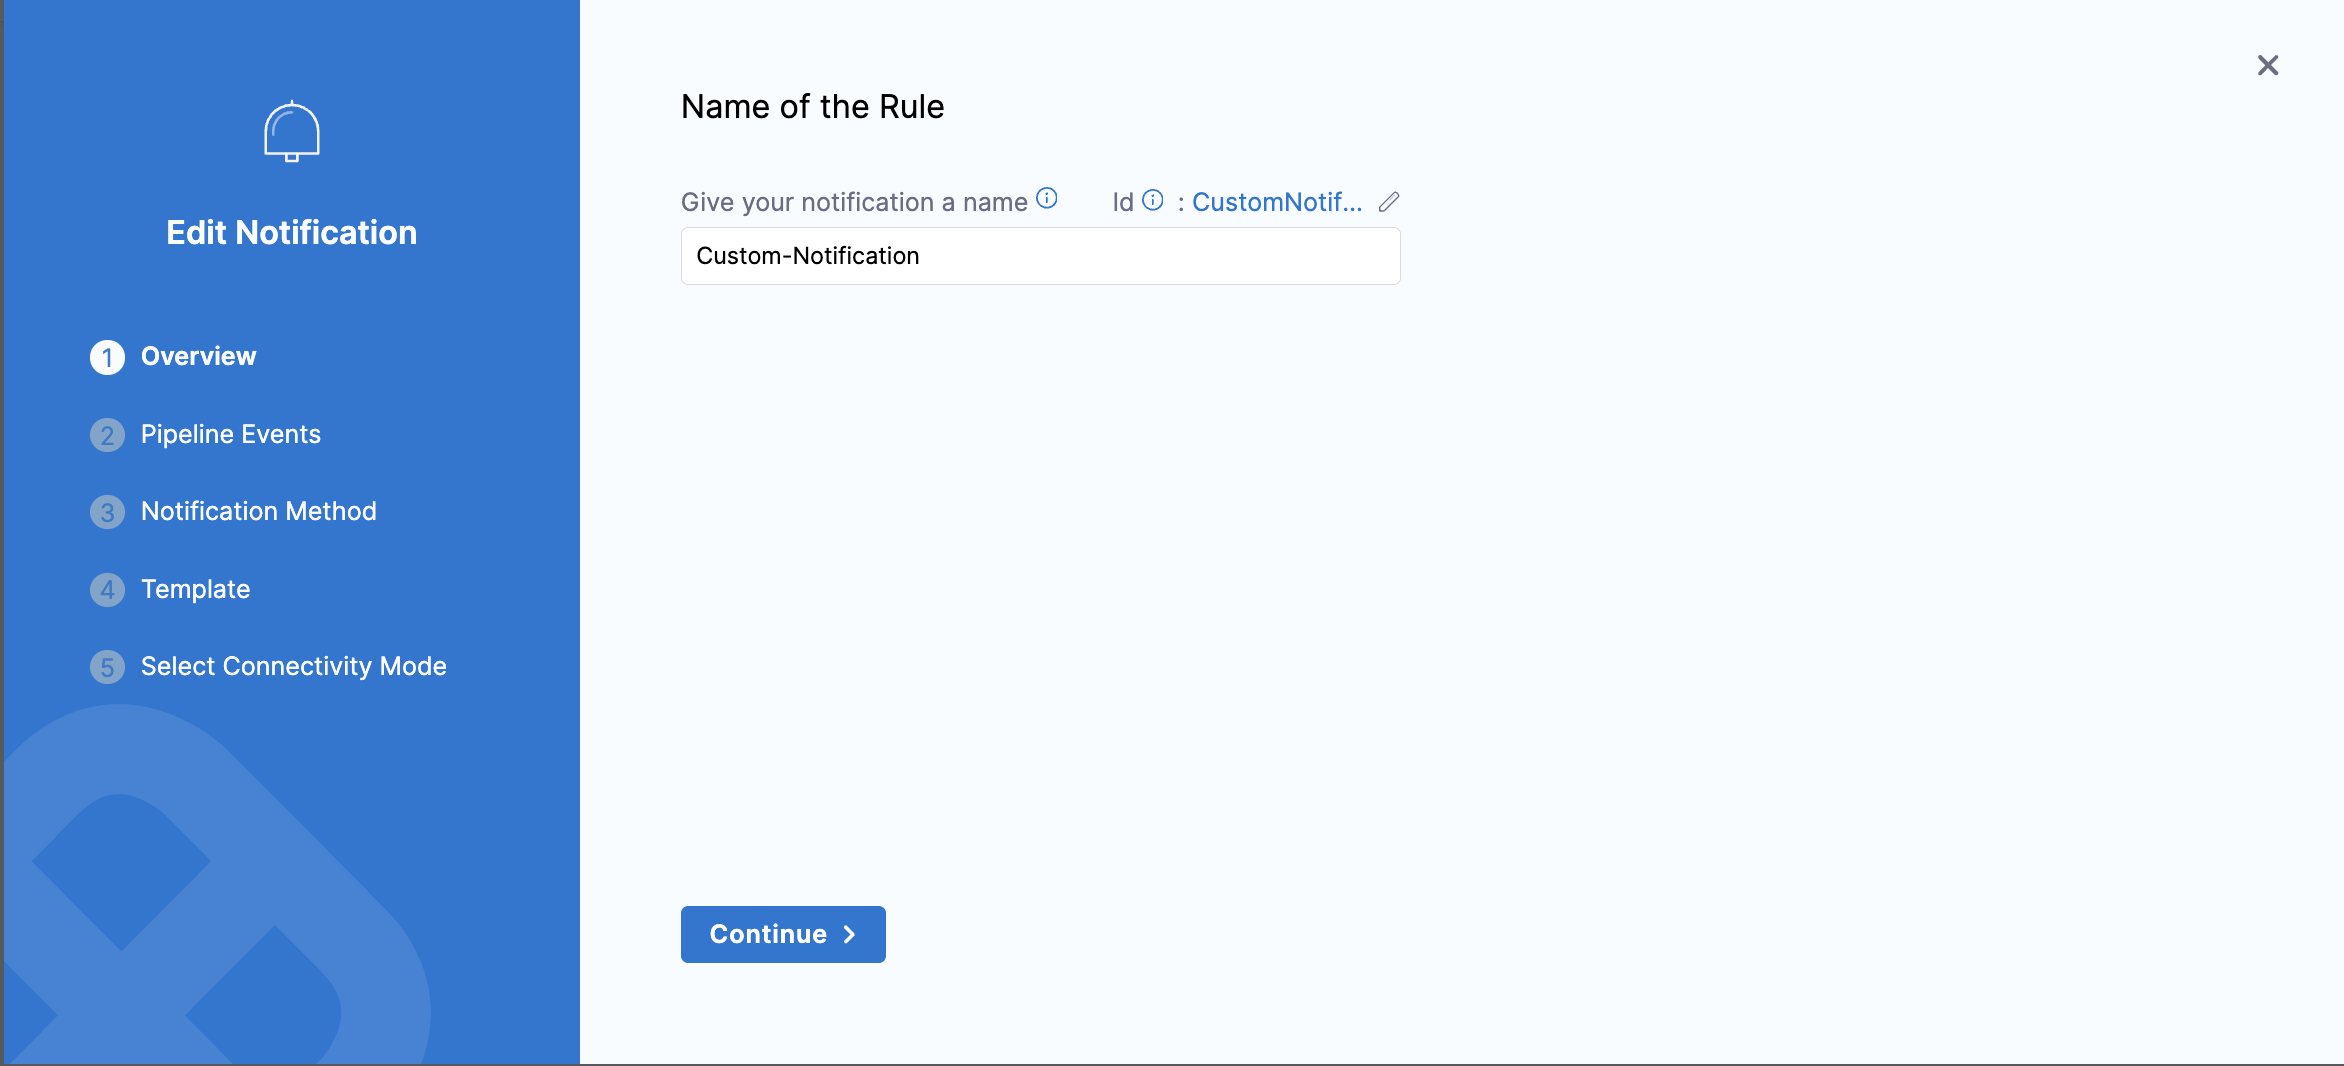 Edit Notification
1 Overview
2 Pipeline Events
3 Notification Method
4 Template
5 Select Connectivity Mode
Name of the Rule
Give your notification a name Id : CustomNotif...
Custom-Notification
Continue